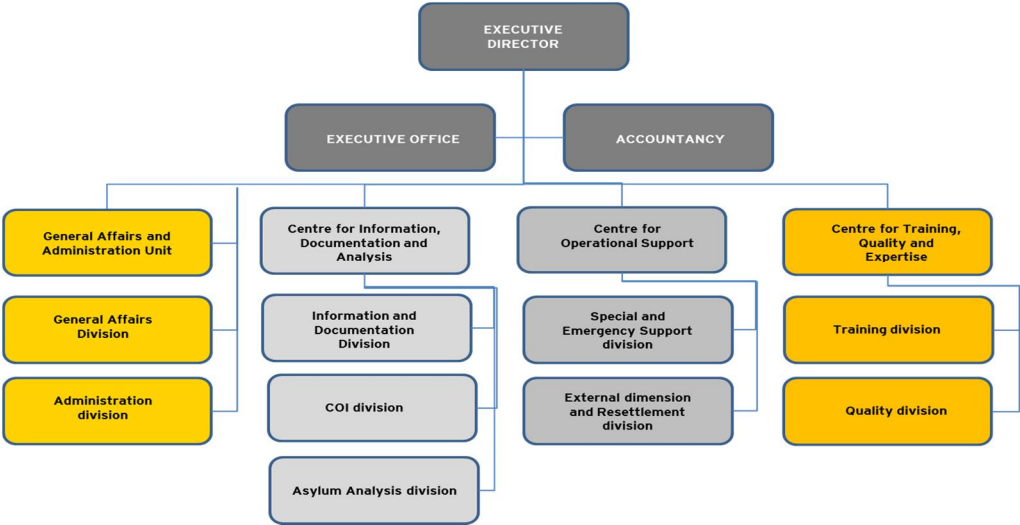 EXECUTIVE
DIRECTOR
EXECUTIVE OFFICE
ACCOUNTANCY
General Affairs and
Administration Unit
General Affairs
Division
Administration
division
Centre for Information,
Documentation and
Analysis
Information and
Documentation
Division
COI division
Asylum Analysis division
Centre for
Operational Support
Special and
Emergency Support
division
External dimension
and Resettlement
division
Centre for Training,
Quality and
Expertise
Training division
Quality division